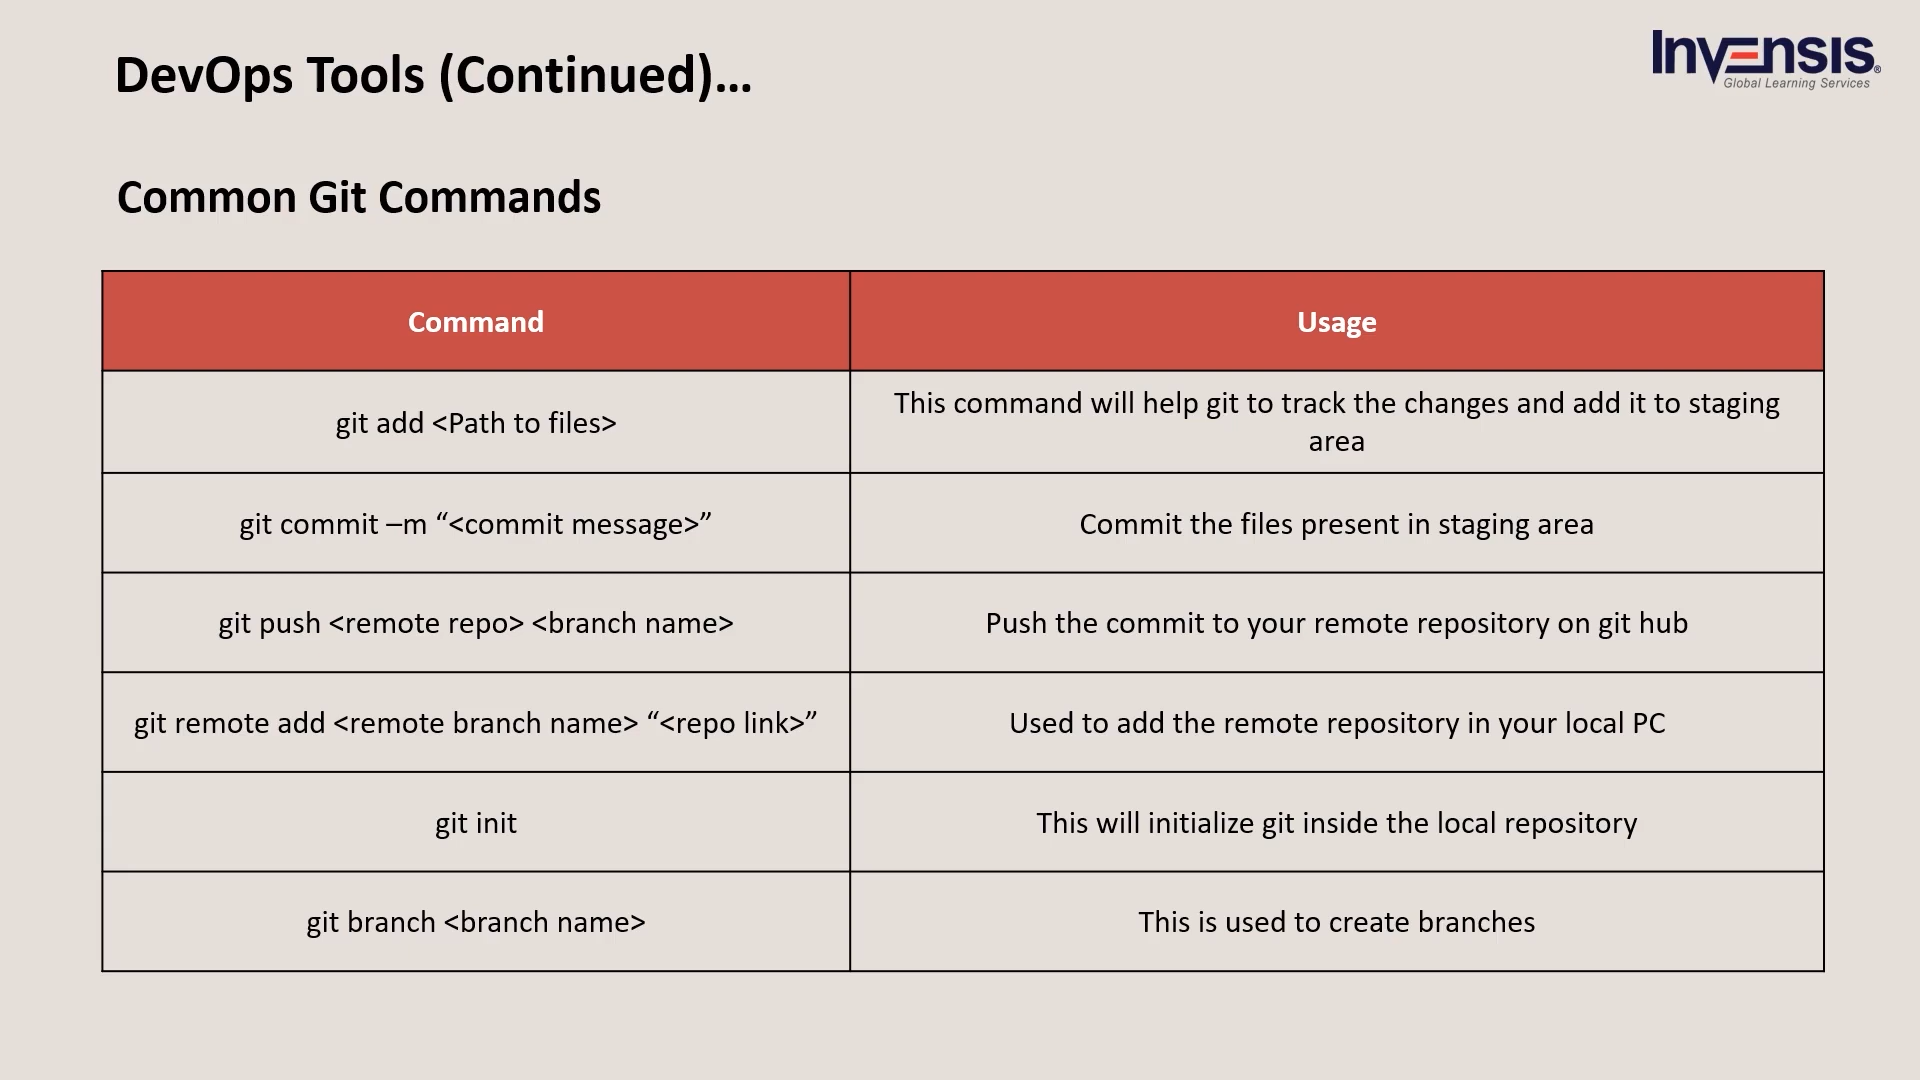 DevOps Tools (Continued)...
Invensis®
Global Learning Services
Common Git Commands
Command
Usage
git add <Path to files>
This command will help git to track the changes and add it to staging
area
git commit –m “<commit message>”
Commit the files present in staging area
git push <remote repo> <branch name>
Push the commit to your remote repository on git hub
git remote add <remote branch name> “<repo link>”
Used to add the remote repository in your local PC
git init
This will initialize git inside the local repository
git branch <branch name>
This is used to create branches